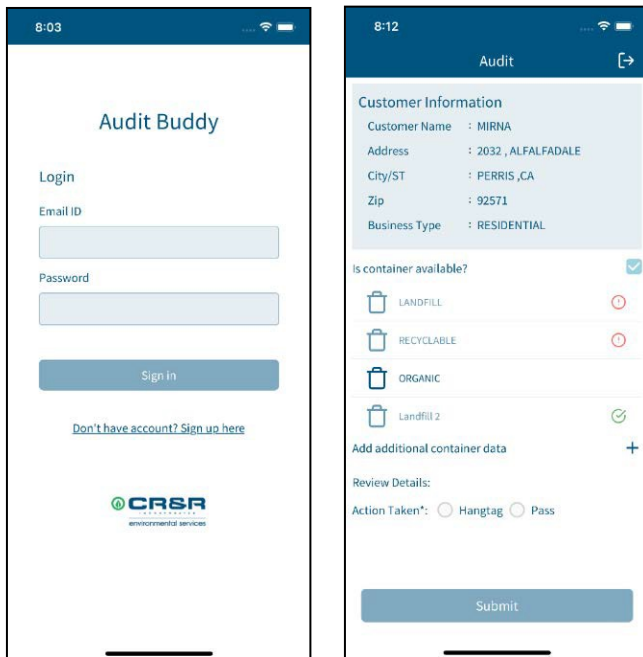 8:03
Audit Buddy
Login
Email ID
Password
Sign in
Don't have account? Sign up here
CR&R
INCORPORATED
environmental services
8:12
Audit
Customer Information
Customer Name : MIRNA
Address : 2032 , ALFALFADALE
City/ST : PERRIS ,CA
Zip : 92571
Business Type : RESIDENTIAL
Is container available?
LANDFILL
RECYCLABLE
ORGANIC
Landfill 2
Add additional container data
Review Details:
Action Taken*: Hangtag Pass
Submit